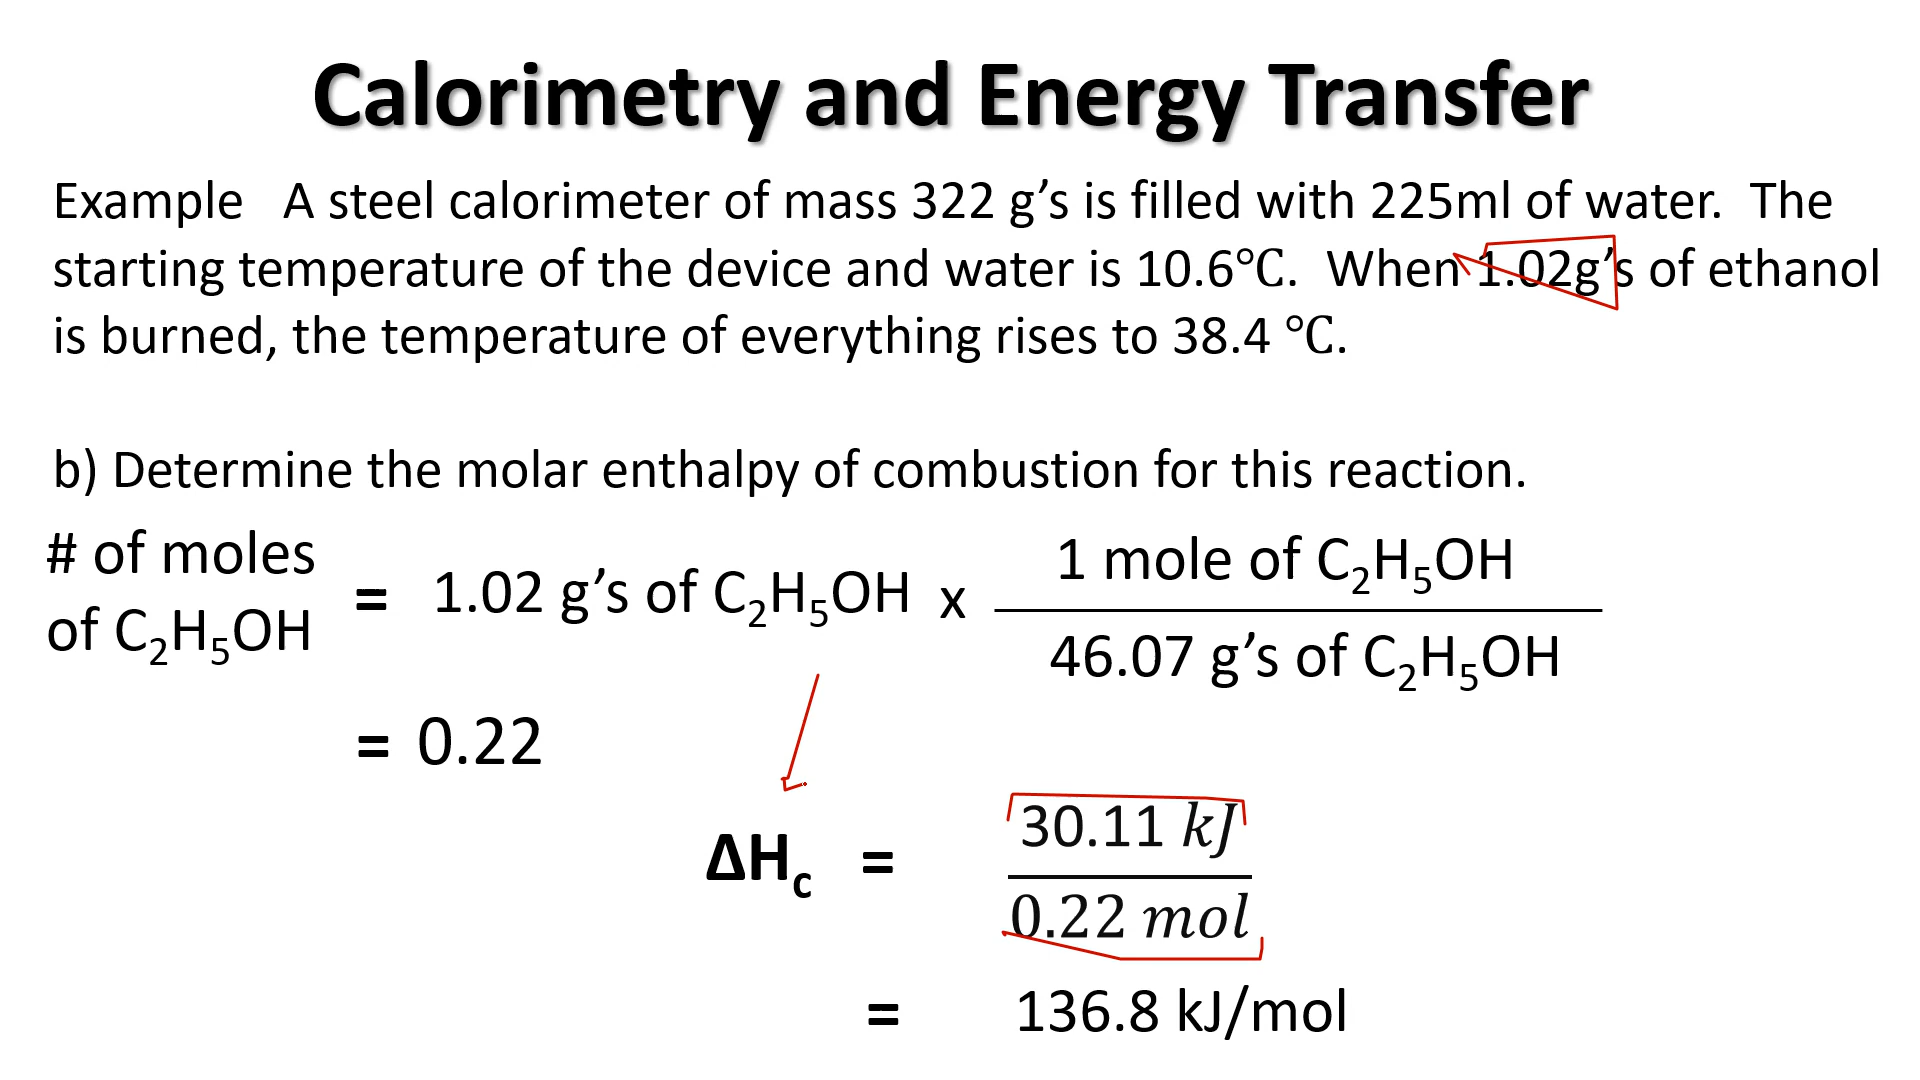 Calorimetry and Energy Transfer
Example A steel calorimeter of mass 322 g’s is filled with 225ml of water. The
starting temperature of the device and water is 10.6℃. When 1.02g’s of ethanol
is burned, the temperature of everything rises to 38.4 ℃.
b) Determine the molar enthalpy of combustion for this reaction.
# of moles
of C₂H₅OH
= 1.02 g’s of C₂H₅OH x
1 mole of C₂H₅OH
46.07 g’s of C₂H₅OH
= 0.22
ΔHc =
30.11 kJ
0.22 mol
= 136.8 kJ/mol